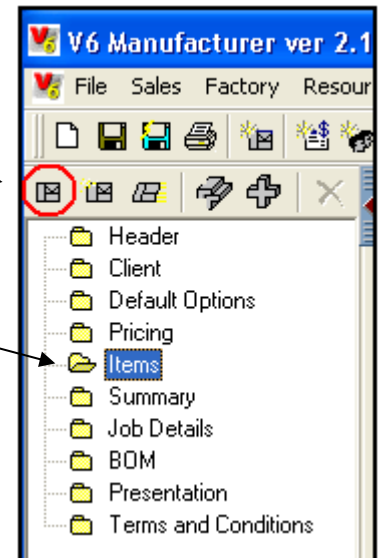 V6 Manufacturer ver 2.1
File Sales Factory Resour
Header
Client
Default Options
Pricing
Items
Summary
Job Details
BOM
Presentation
Terms and Conditions